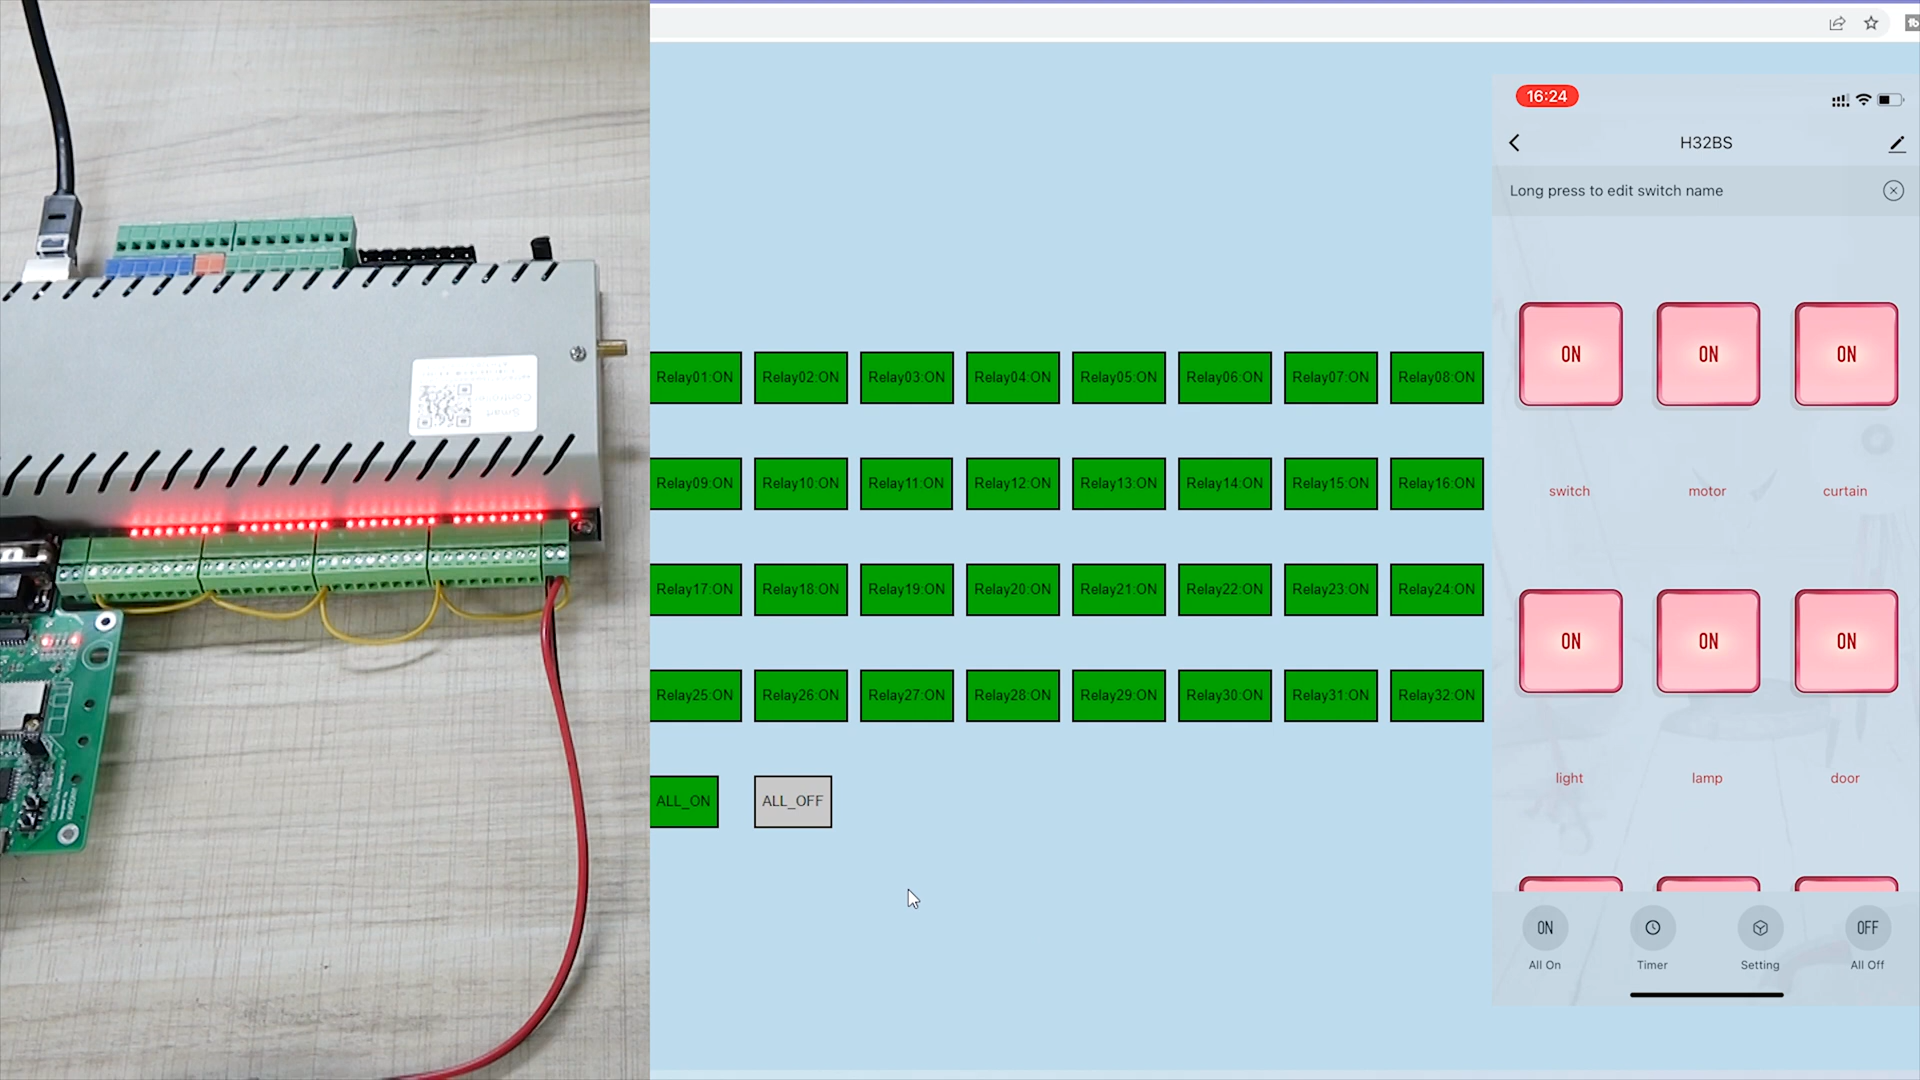 Smart
Controller
Relay01:ON Relay02:ON Relay03:ON Relay04:ON Relay05:ON Relay06:ON Relay07:ON Relay08:ON
Relay09:ON Relay10:ON Relay11:ON Relay12:ON Relay13:ON Relay14:ON Relay15:ON Relay16:ON
Relay17:ON Relay18:ON Relay19:ON Relay20:ON Relay21:ON Relay22:ON Relay23:ON Relay24:ON
Relay25:ON Relay26:ON Relay27:ON Relay28:ON Relay29:ON Relay30:ON Relay31:ON Relay32:ON
ALL_ON ALL_OFF
16:24
H32BS
Long press to edit switch name
ON ON ON
switch motor curtain
ON ON ON
light lamp door
ON OFF
All On Timer Setting All Off